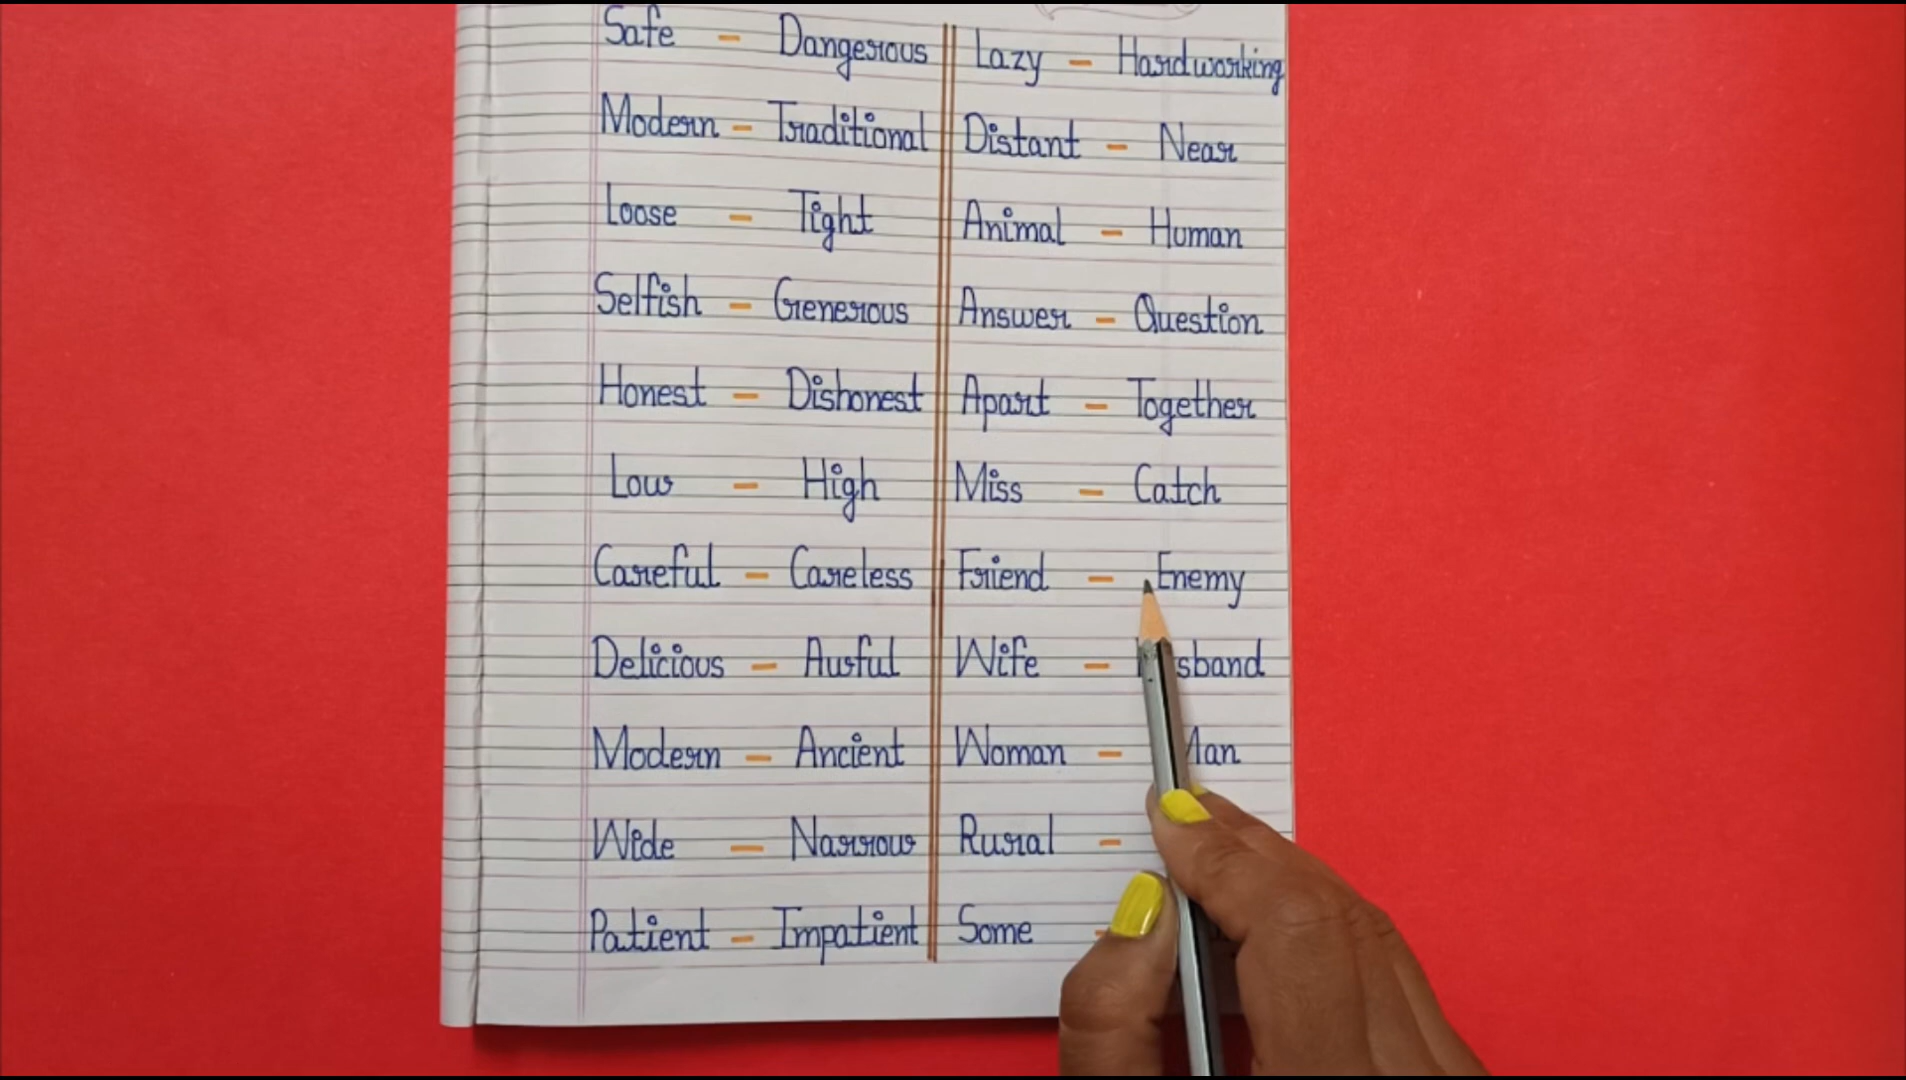 Safe - Dangerous Lazy - Hardworking
Modern - Traditional Distant - Near
Loose - Tight Animal - Human
Selfish - Generous Answer - Question
Honest - Dishonest Apart - Together
Low - High Miss - Catch
Careful - Careless Friend - Enemy
Delicious - Awful Wife - sband
Modern - Ancient Woman - Man
Wide - Narrow Rural -
Patient - Impatient Some -